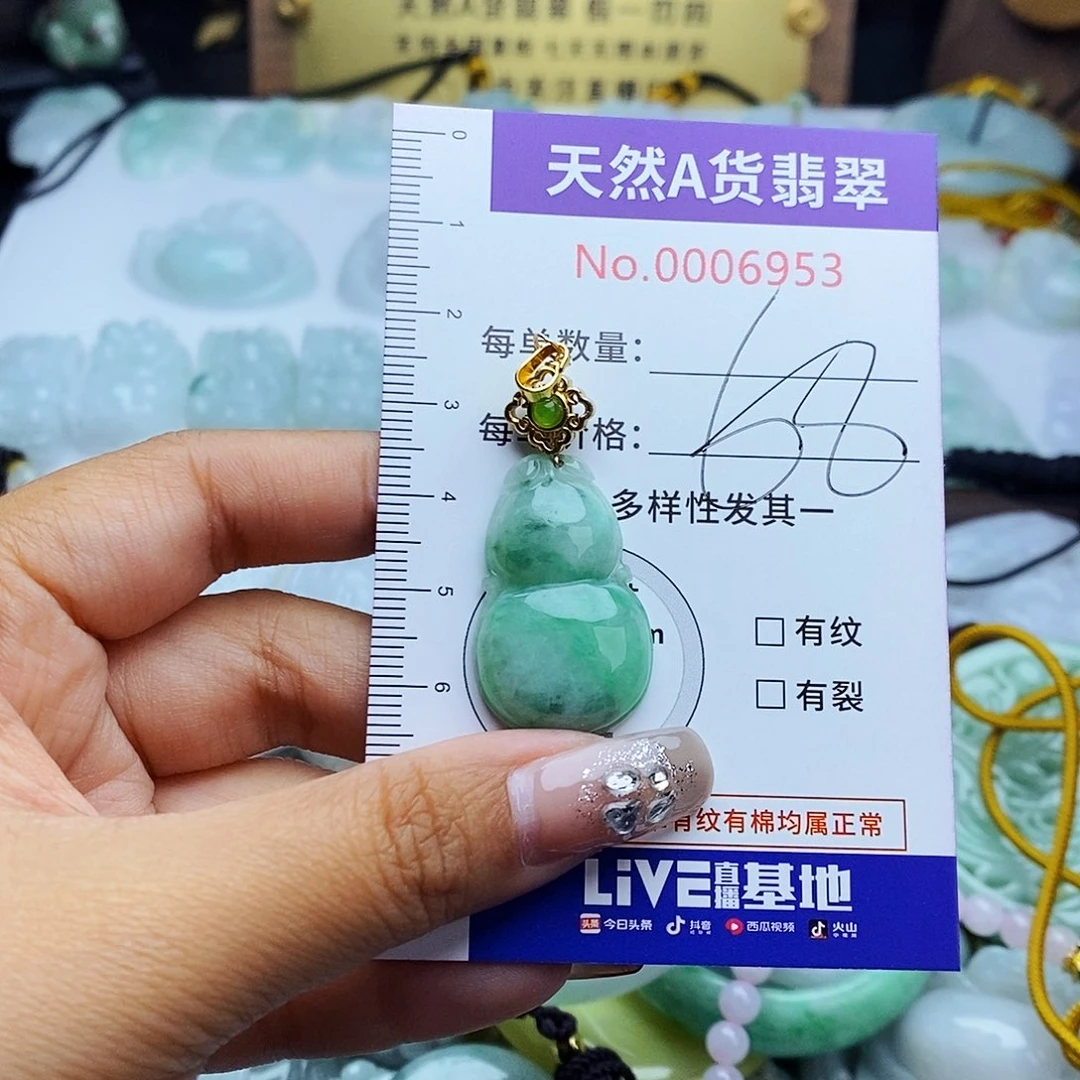 天然A货翡翠
No.0006953
每单数量：
每单价格：
68
多样性发其一
有纹
有裂
有纹有棉均属正常
LiVE直播基地
今日头条 抖音 西瓜视频 火山
0
1
2
3
4
5
6